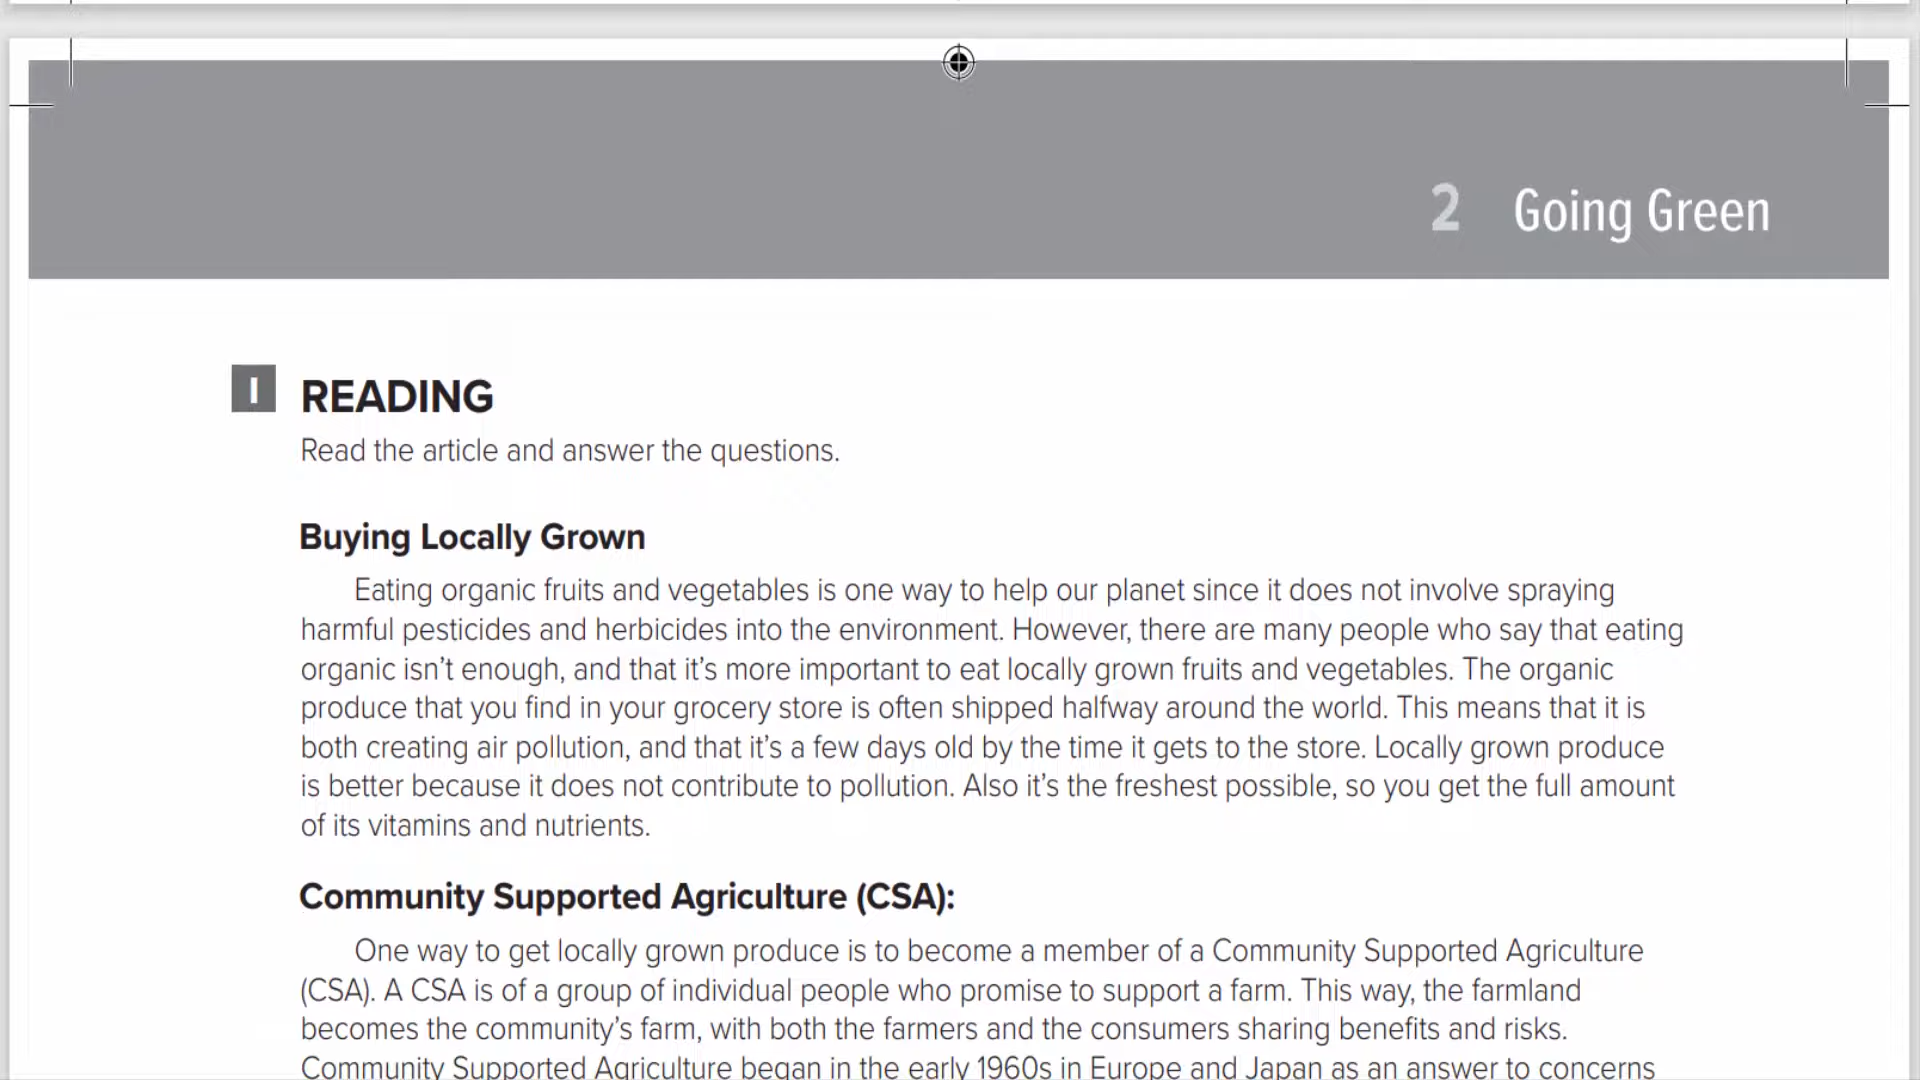 2 Going Green
I READING
Read the article and answer the questions.
Buying Locally Grown
Eating organic fruits and vegetables is one way to help our planet since it does not involve spraying
harmful pesticides and herbicides into the environment. However, there are many people who say that eating
organic isn’t enough, and that it’s more important to eat locally grown fruits and vegetables. The organic
produce that you find in your grocery store is often shipped halfway around the world. This means that it is
both creating air pollution, and that it’s a few days old by the time it gets to the store. Locally grown produce
is better because it does not contribute to pollution. Also it’s the freshest possible, so you get the full amount
of its vitamins and nutrients.
Community Supported Agriculture (CSA):
One way to get locally grown produce is to become a member of a Community Supported Agriculture
(CSA). A CSA is of a group of individual people who promise to support a farm. This way, the farmland
becomes the community’s farm, with both the farmers and the consumers sharing benefits and risks.
Community Supported Agriculture began in the early 1960s in Europe and Japan as an answer to concerns